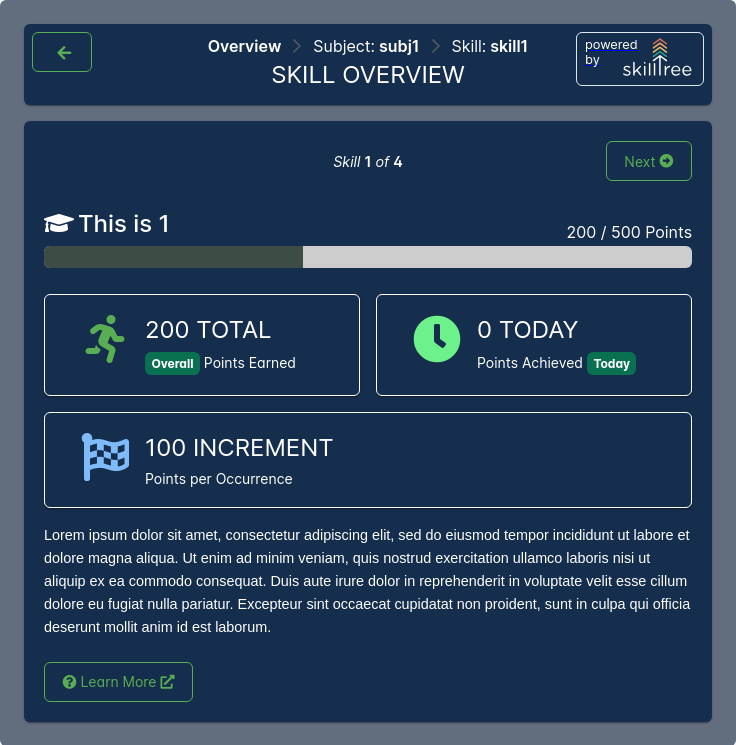 Overview Subject: subj1 Skill: skill1
SKILL OVERVIEW
powered
by
skilltree
Skill 1 of 4
Next
This is 1
200 / 500 Points
200 TOTAL
Overall Points Earned
0 TODAY
Points Achieved Today
100 INCREMENT
Points per Occurrence
Lorem ipsum dolor sit amet, consectetur adipiscing elit, sed do eiusmod tempor incididunt ut labore et
dolore magna aliqua. Ut enim ad minim veniam, quis nostrud exercitation ullamco laboris nisi ut
aliquip ex ea commodo consequat. Duis aute irure dolor in reprehenderit in voluptate velit esse cillum
dolore eu fugiat nulla pariatur. Excepteur sint occaecat cupidatat non proident, sunt in culpa qui officia
deserunt mollit anim id est laborum.
Learn More